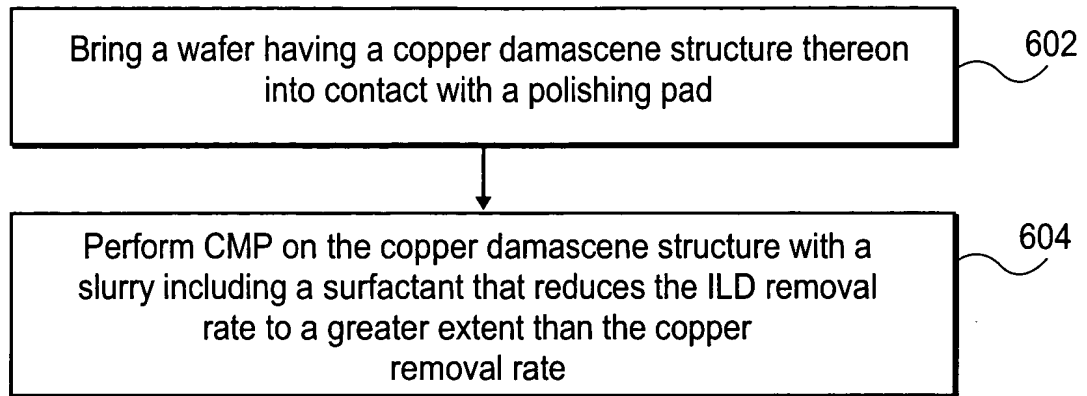 Bring a wafer having a copper damascene structure thereon
into contact with a polishing pad
602
Perform CMP on the copper damascene structure with a
slurry including a surfactant that reduces the ILD removal
rate to a greater extent than the copper
removal rate
604